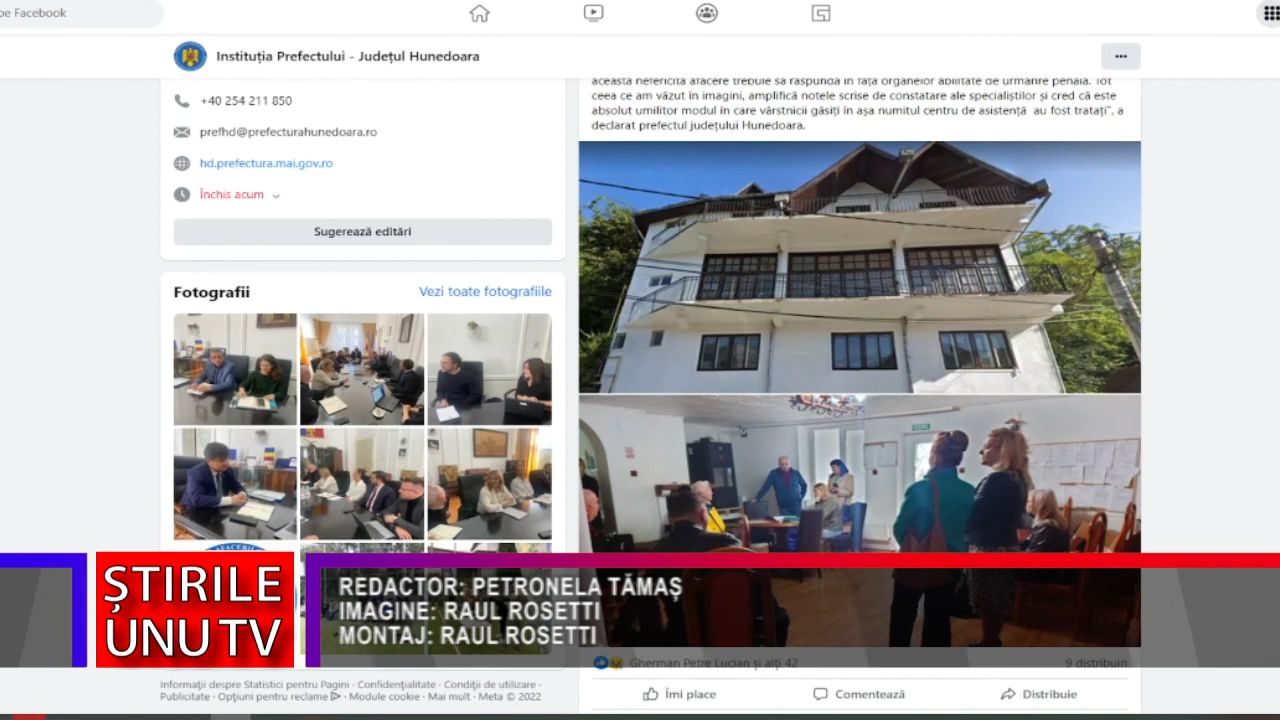 pe Facebook
Instituția Prefectului - Județul Hunedoara
+40 254 211 850
prefhd@prefecturahunedoara.ro
hd.prefectura.mai.gov.ro
Închis acum
Sugerează editări
Fotografii
Vezi toate fotografiile
această nefericită afacere trebuie să răspundă în fața organelor abilitate de urmărire penală. Tot
ceea ce am văzut în imagini, amplifică notele scrise de constatare ale specialiștilor și cred că este
absolut umilitor modul în care vârstnicii găsiți în așa numitul centru de asistență au fost tratați", a
declarat prefectul județului Hunedoara.
ȘTIRILE
UNU TV
REDACTOR: PETRONELA TĂMAȘ
IMAGINE: RAUL ROSETTI
MONTAJ: RAUL ROSETTI
Gherman Petre Lucian și alți 42
9 distribuiri
Îmi place
Comentează
Distribuie
Informații despre Statistici pentru Pagini · Confidențialitate · Condiții de utilizare ·
Publicitate · Opțiuni pentru reclame · Module cookie · Mai mult · Meta © 2022